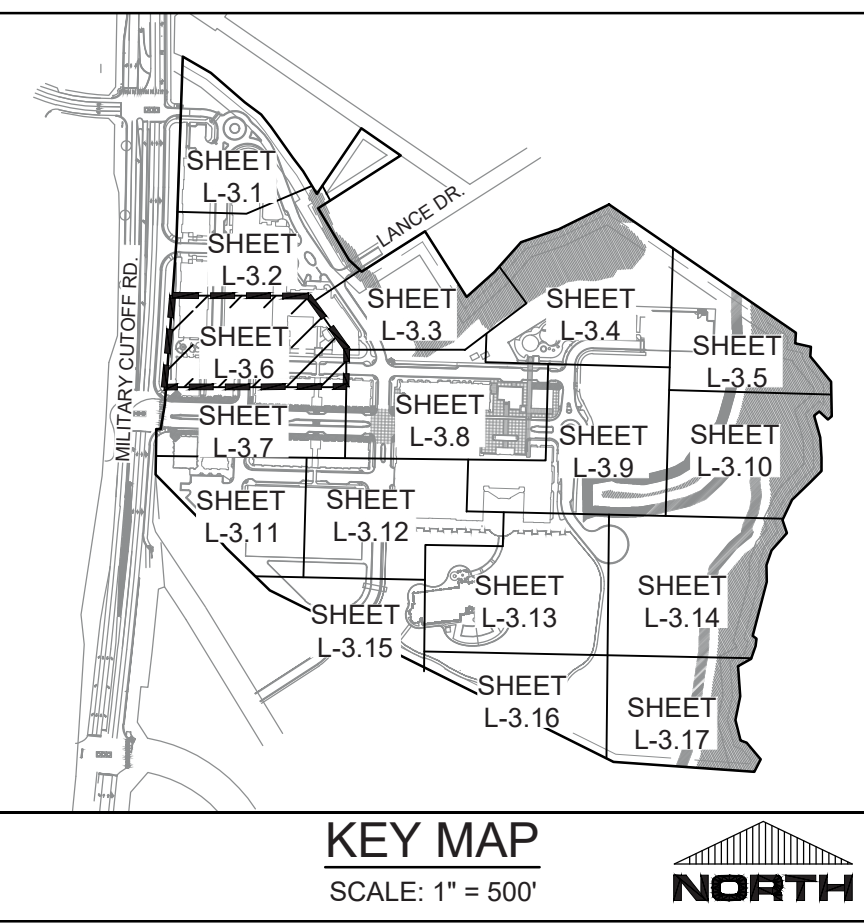 SHEET
L-3.1
LANCE DR.
SHEET
L-3.2
MILITARY CUTOFF RD.
SHEET
L-3.3
SHEET
L-3.4
SHEET
L-3.5
SHEET
L-3.6
SHEET
L-3.7
SHEET
L-3.8
SHEET
L-3.9
SHEET
L-3.10
SHEET
L-3.11
SHEET
L-3.12
SHEET
L-3.13
SHEET
L-3.14
SHEET
L-3.15
SHEET
L-3.16
SHEET
L-3.17
KEY MAP
SCALE: 1" = 500'
NORTH